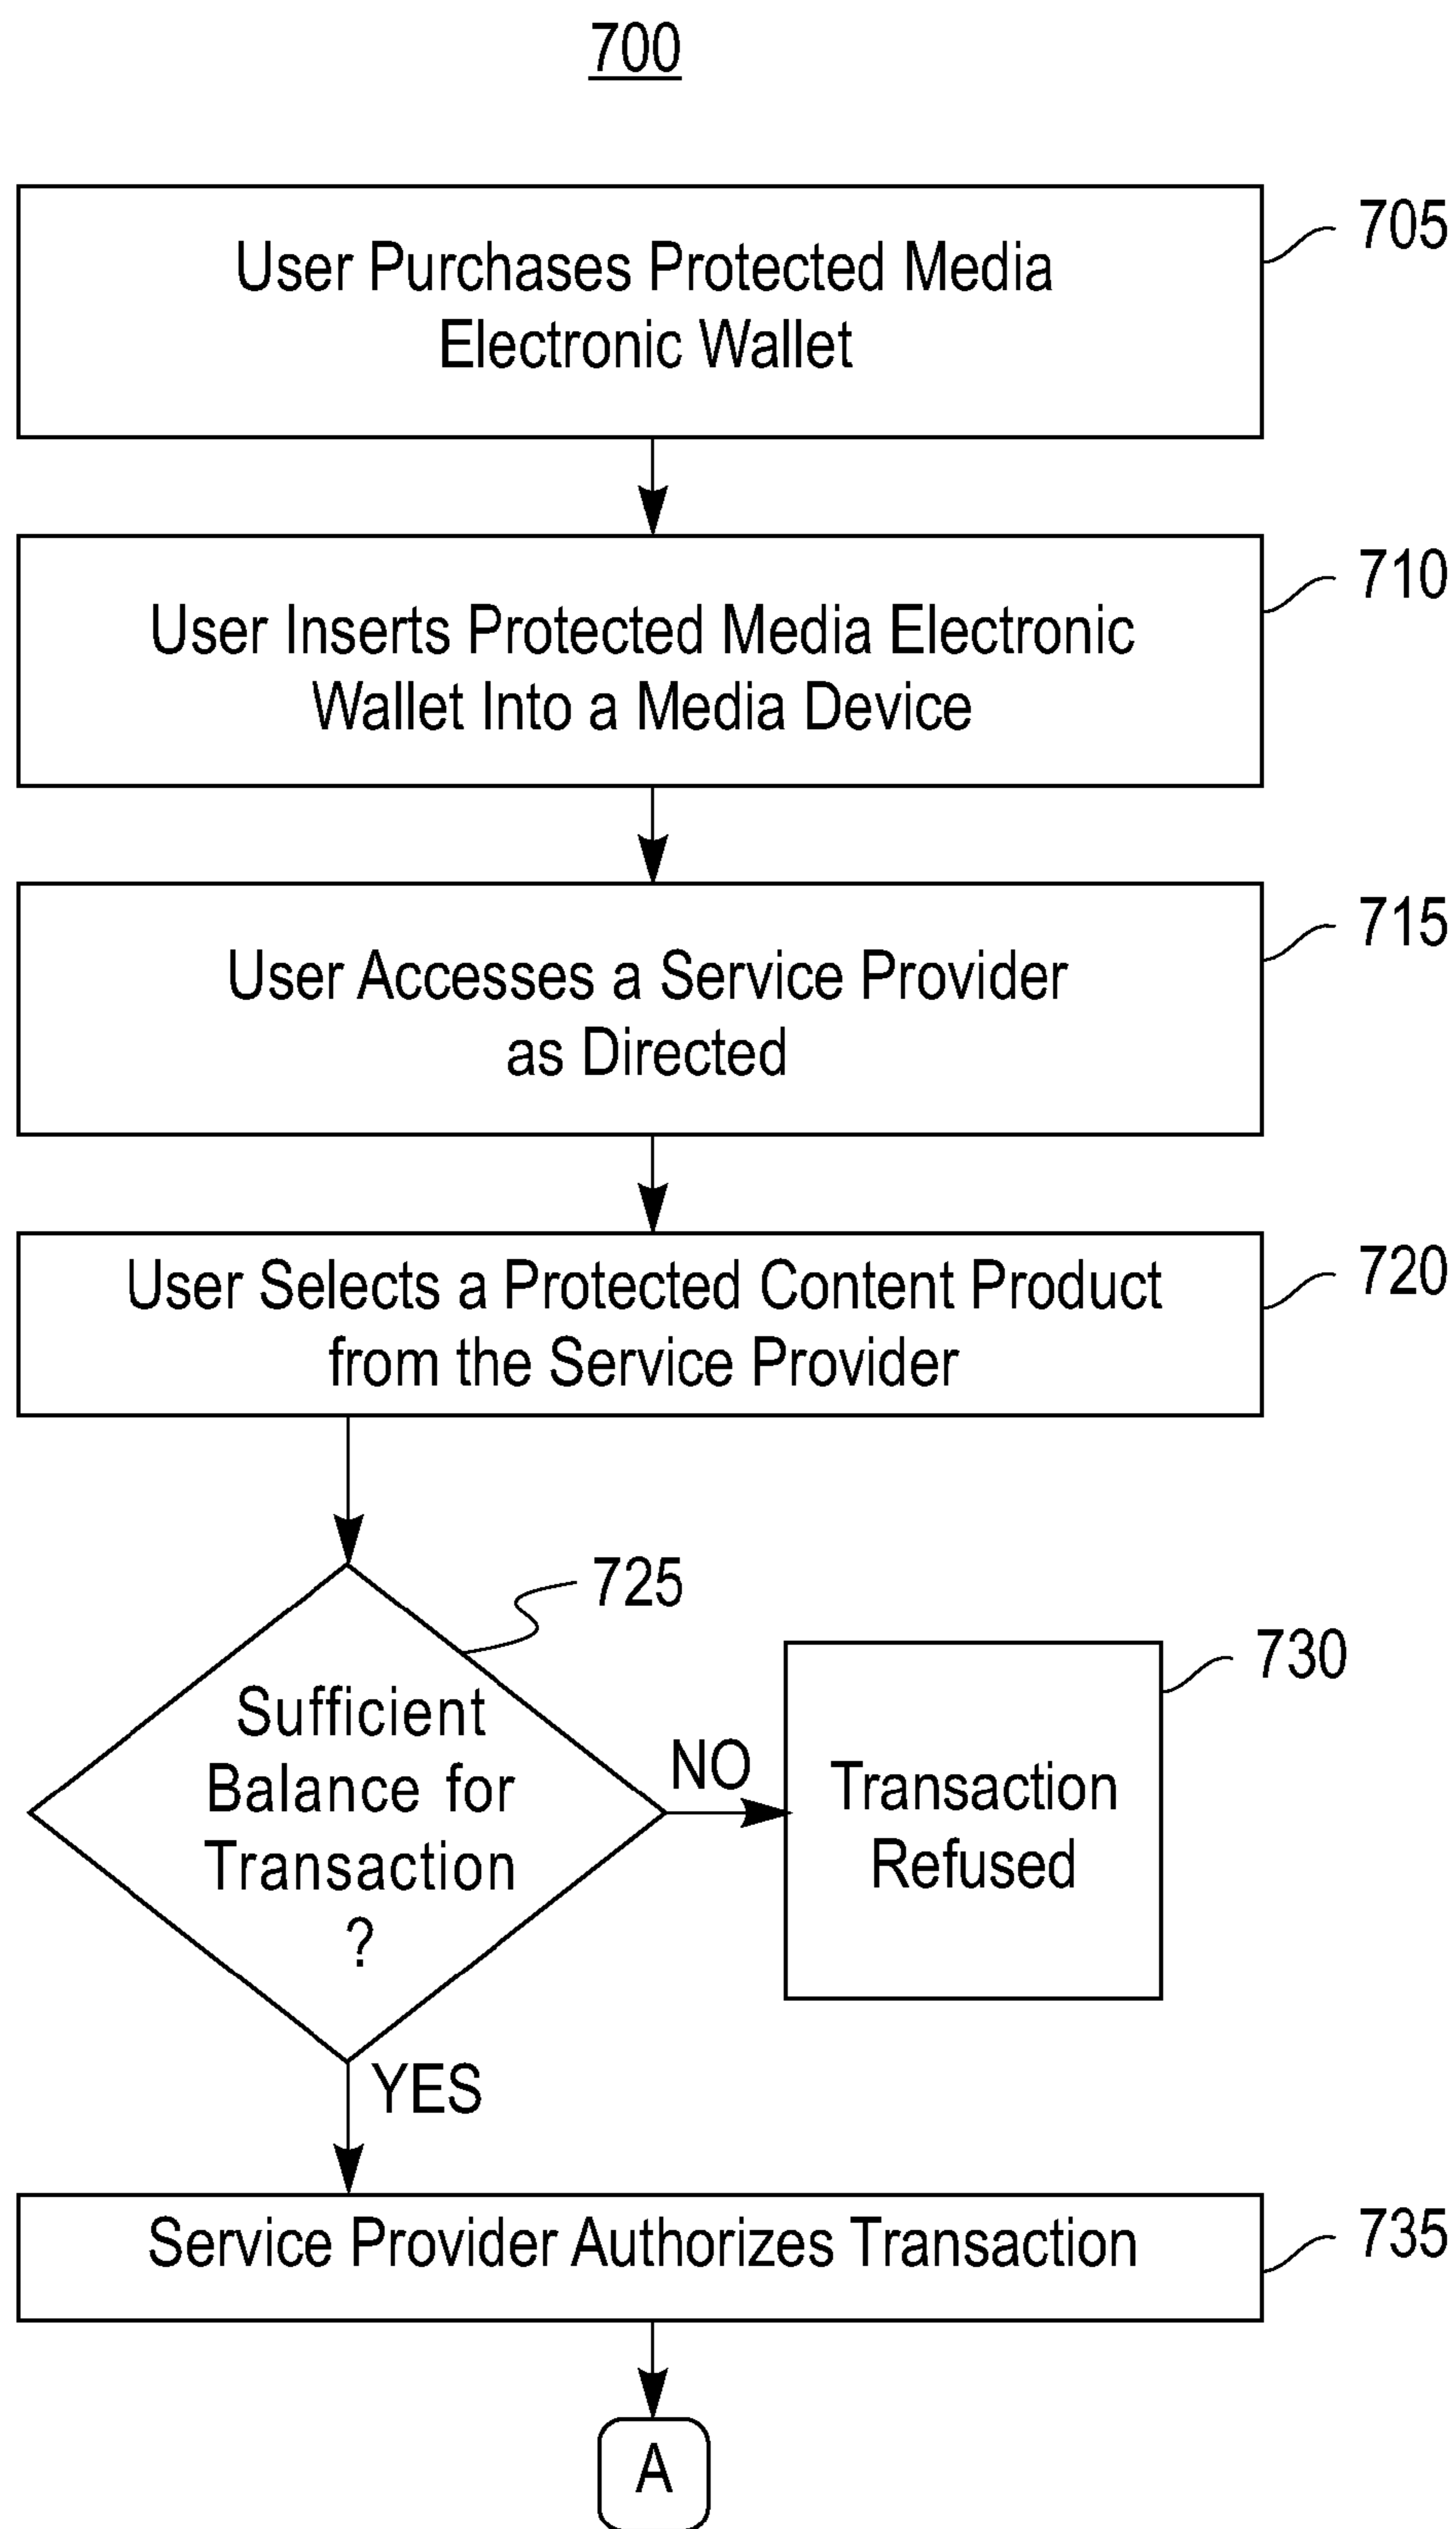 700
User Purchases Protected Media
Electronic Wallet
705
User Inserts Protected Media Electronic
Wallet Into a Media Device
710
User Accesses a Service Provider
as Directed
715
User Selects a Protected Content Product
from the Service Provider
720
725
Sufficient
Balance for
Transaction
?
NO
730
Transaction
Refused
YES
Service Provider Authorizes Transaction
735
A